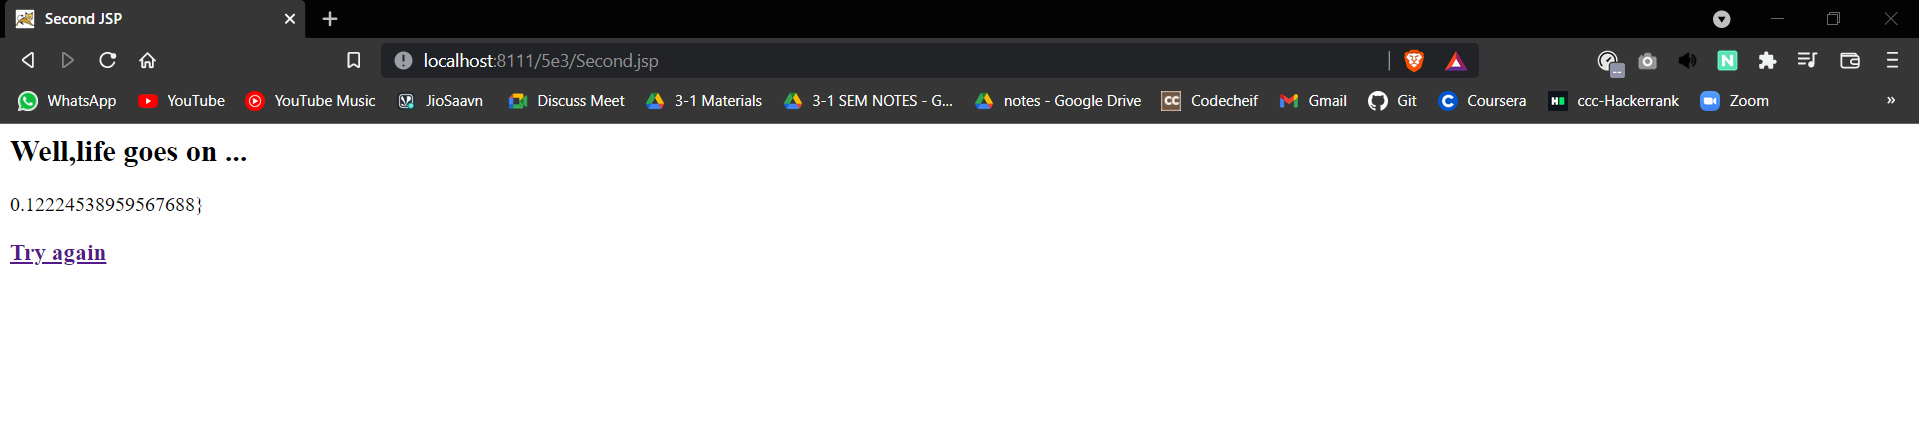 Second JSP
localhost:8111/5e3/Second.jsp
WhatsApp YouTube YouTube Music JioSaavn Discuss Meet 3-1 Materials 3-1 SEM NOTES - G... notes - Google Drive CC Codecheif Gmail Git Coursera ccc-Hackerrank Zoom »
Well,life goes on ...
0.12224538959567688}
Try again